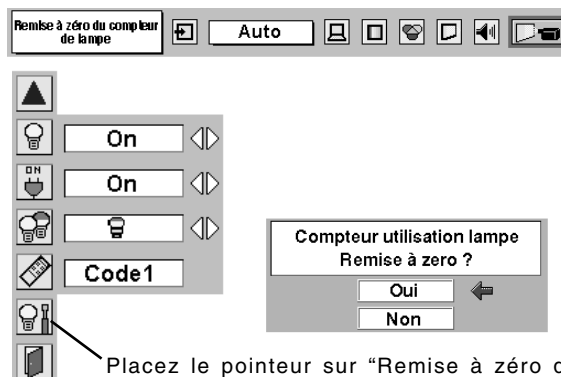 Remise à zéro du compteur
de lampe
Auto
On
ON
On
Code1
Compteur utilisation lampe
Remise à zero ?
Oui
Non
Placez le pointeur sur “Remise à zéro